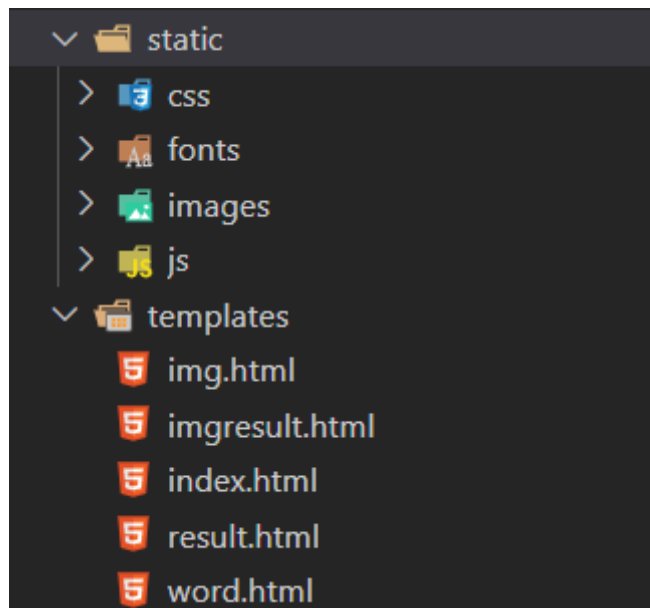 static
css
fonts
images
js
templates
img.html
imgresult.html
index.html
result.html
word.html